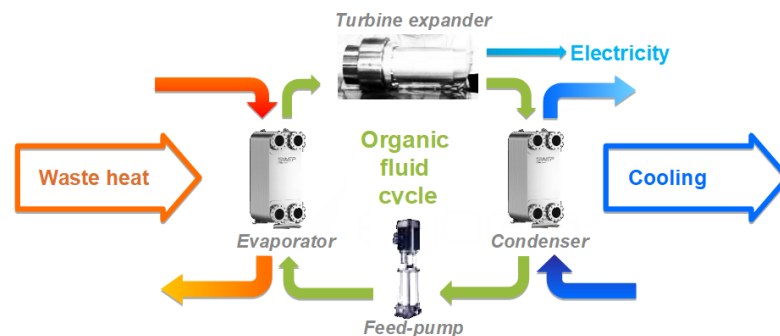 Turbine expander
Electricity
Waste heat
Organic
fluid
cycle
Cooling
Evaporator
Condenser
Feed-pump